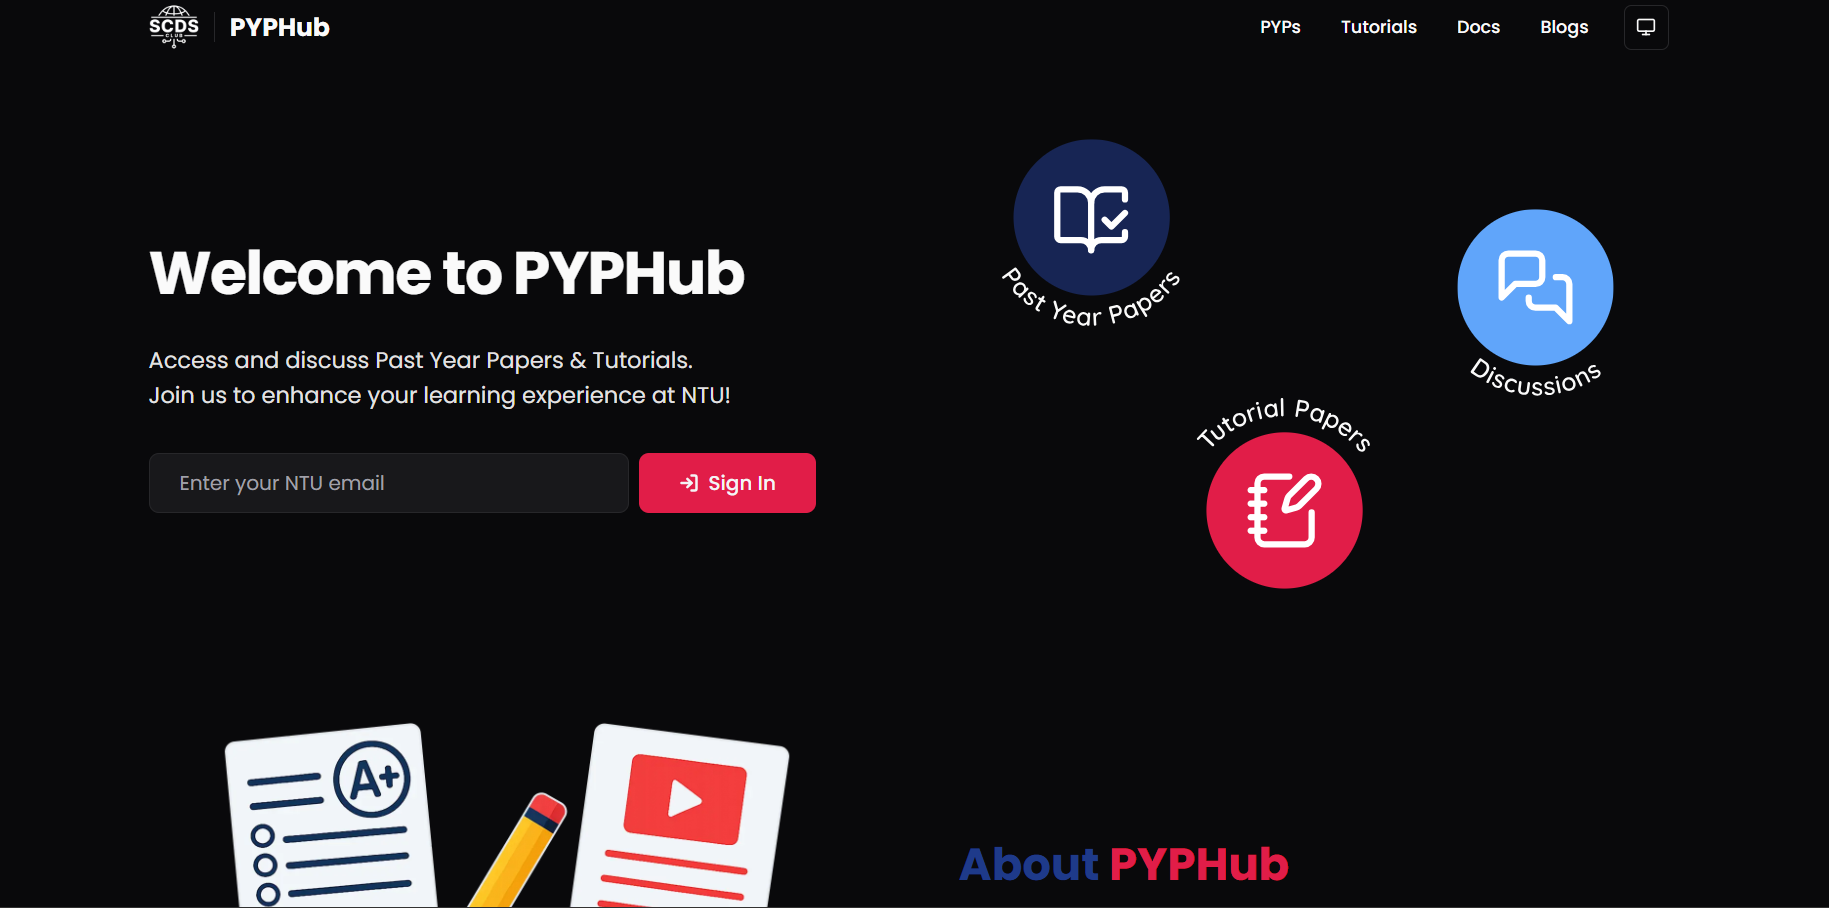 SCDS
CLUB
PYPHub
PYPs
Tutorials
Docs
Blogs
Welcome to PYPHub
Access and discuss Past Year Papers & Tutorials.
Join us to enhance your learning experience at NTU!
Enter your NTU email
Sign In
Past Year Papers
Discussions
Tutorial Papers
A+
About PYPHub